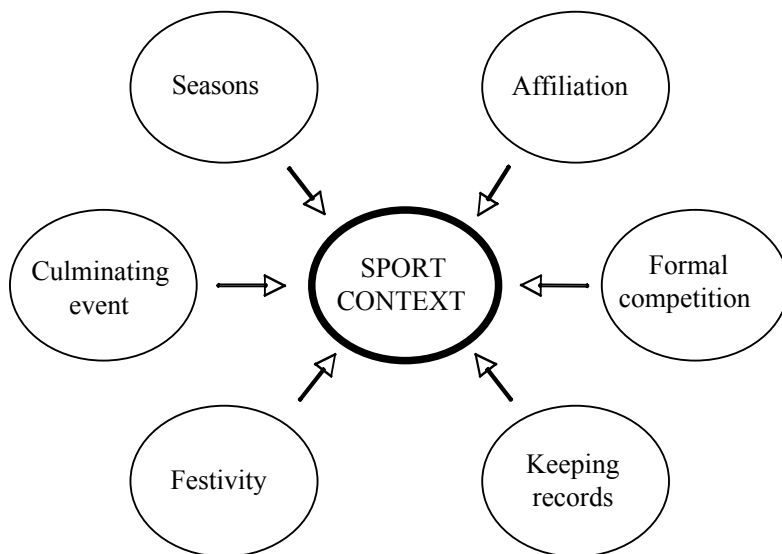 Seasons
Affiliation
Culminating
event
SPORT
CONTEXT
Formal
competition
Festivity
Keeping
records